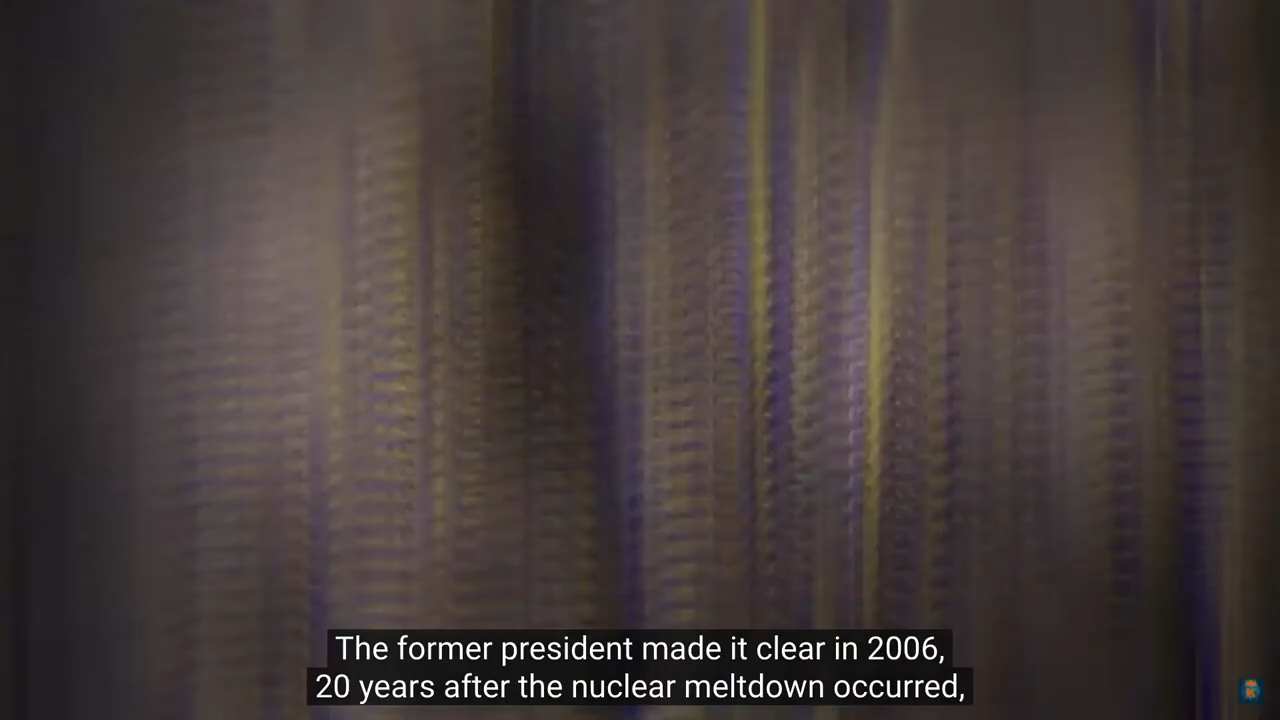 The former president made it clear in 2006,
20 years after the nuclear meltdown occurred,